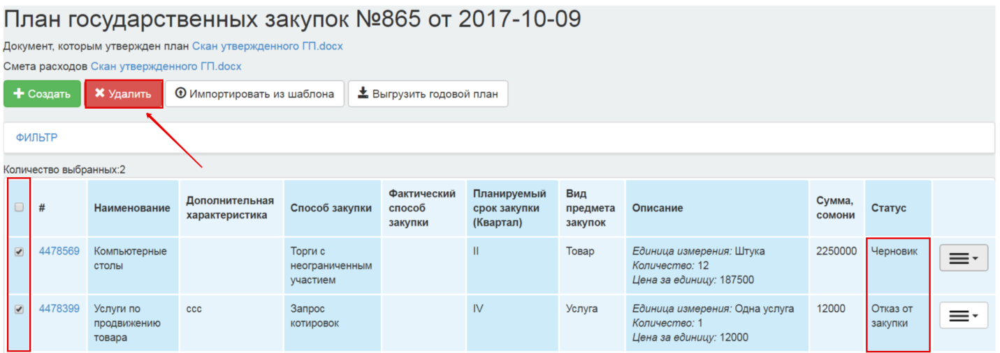 План государственных закупок №865 от 2017-10-09
Документ, которым утвержден план Скан утвержденного ГП.docx
Смета расходов Скан утвержденного ГП.docx
Создать Удалить Импортировать из шаблона Выгрузить годовой план
ФИЛЬТР
Количество выбранных:2
#
Наименование
Дополнительная
характеристика
Способ закупки
Фактический
способ
закупки
Планируемый
срок закупки
(Квартал)
Вид
предмета
закупок
Описание
Сумма,
сомони
Статус
4478569
Компьютерные
столы
Торги с
неограниченным
участием
II
Товар
Единица измерения: Штука
Количество: 12
Цена за единицу: 187500
2250000
Черновик
4478399
Услуги по
продвижению
товара
ссс
Запрос
котировок
IV
Услуга
Единица измерения: Одна услуга
Количество: 1
Цена за единицу: 12000
12000
Отказ от
закупки